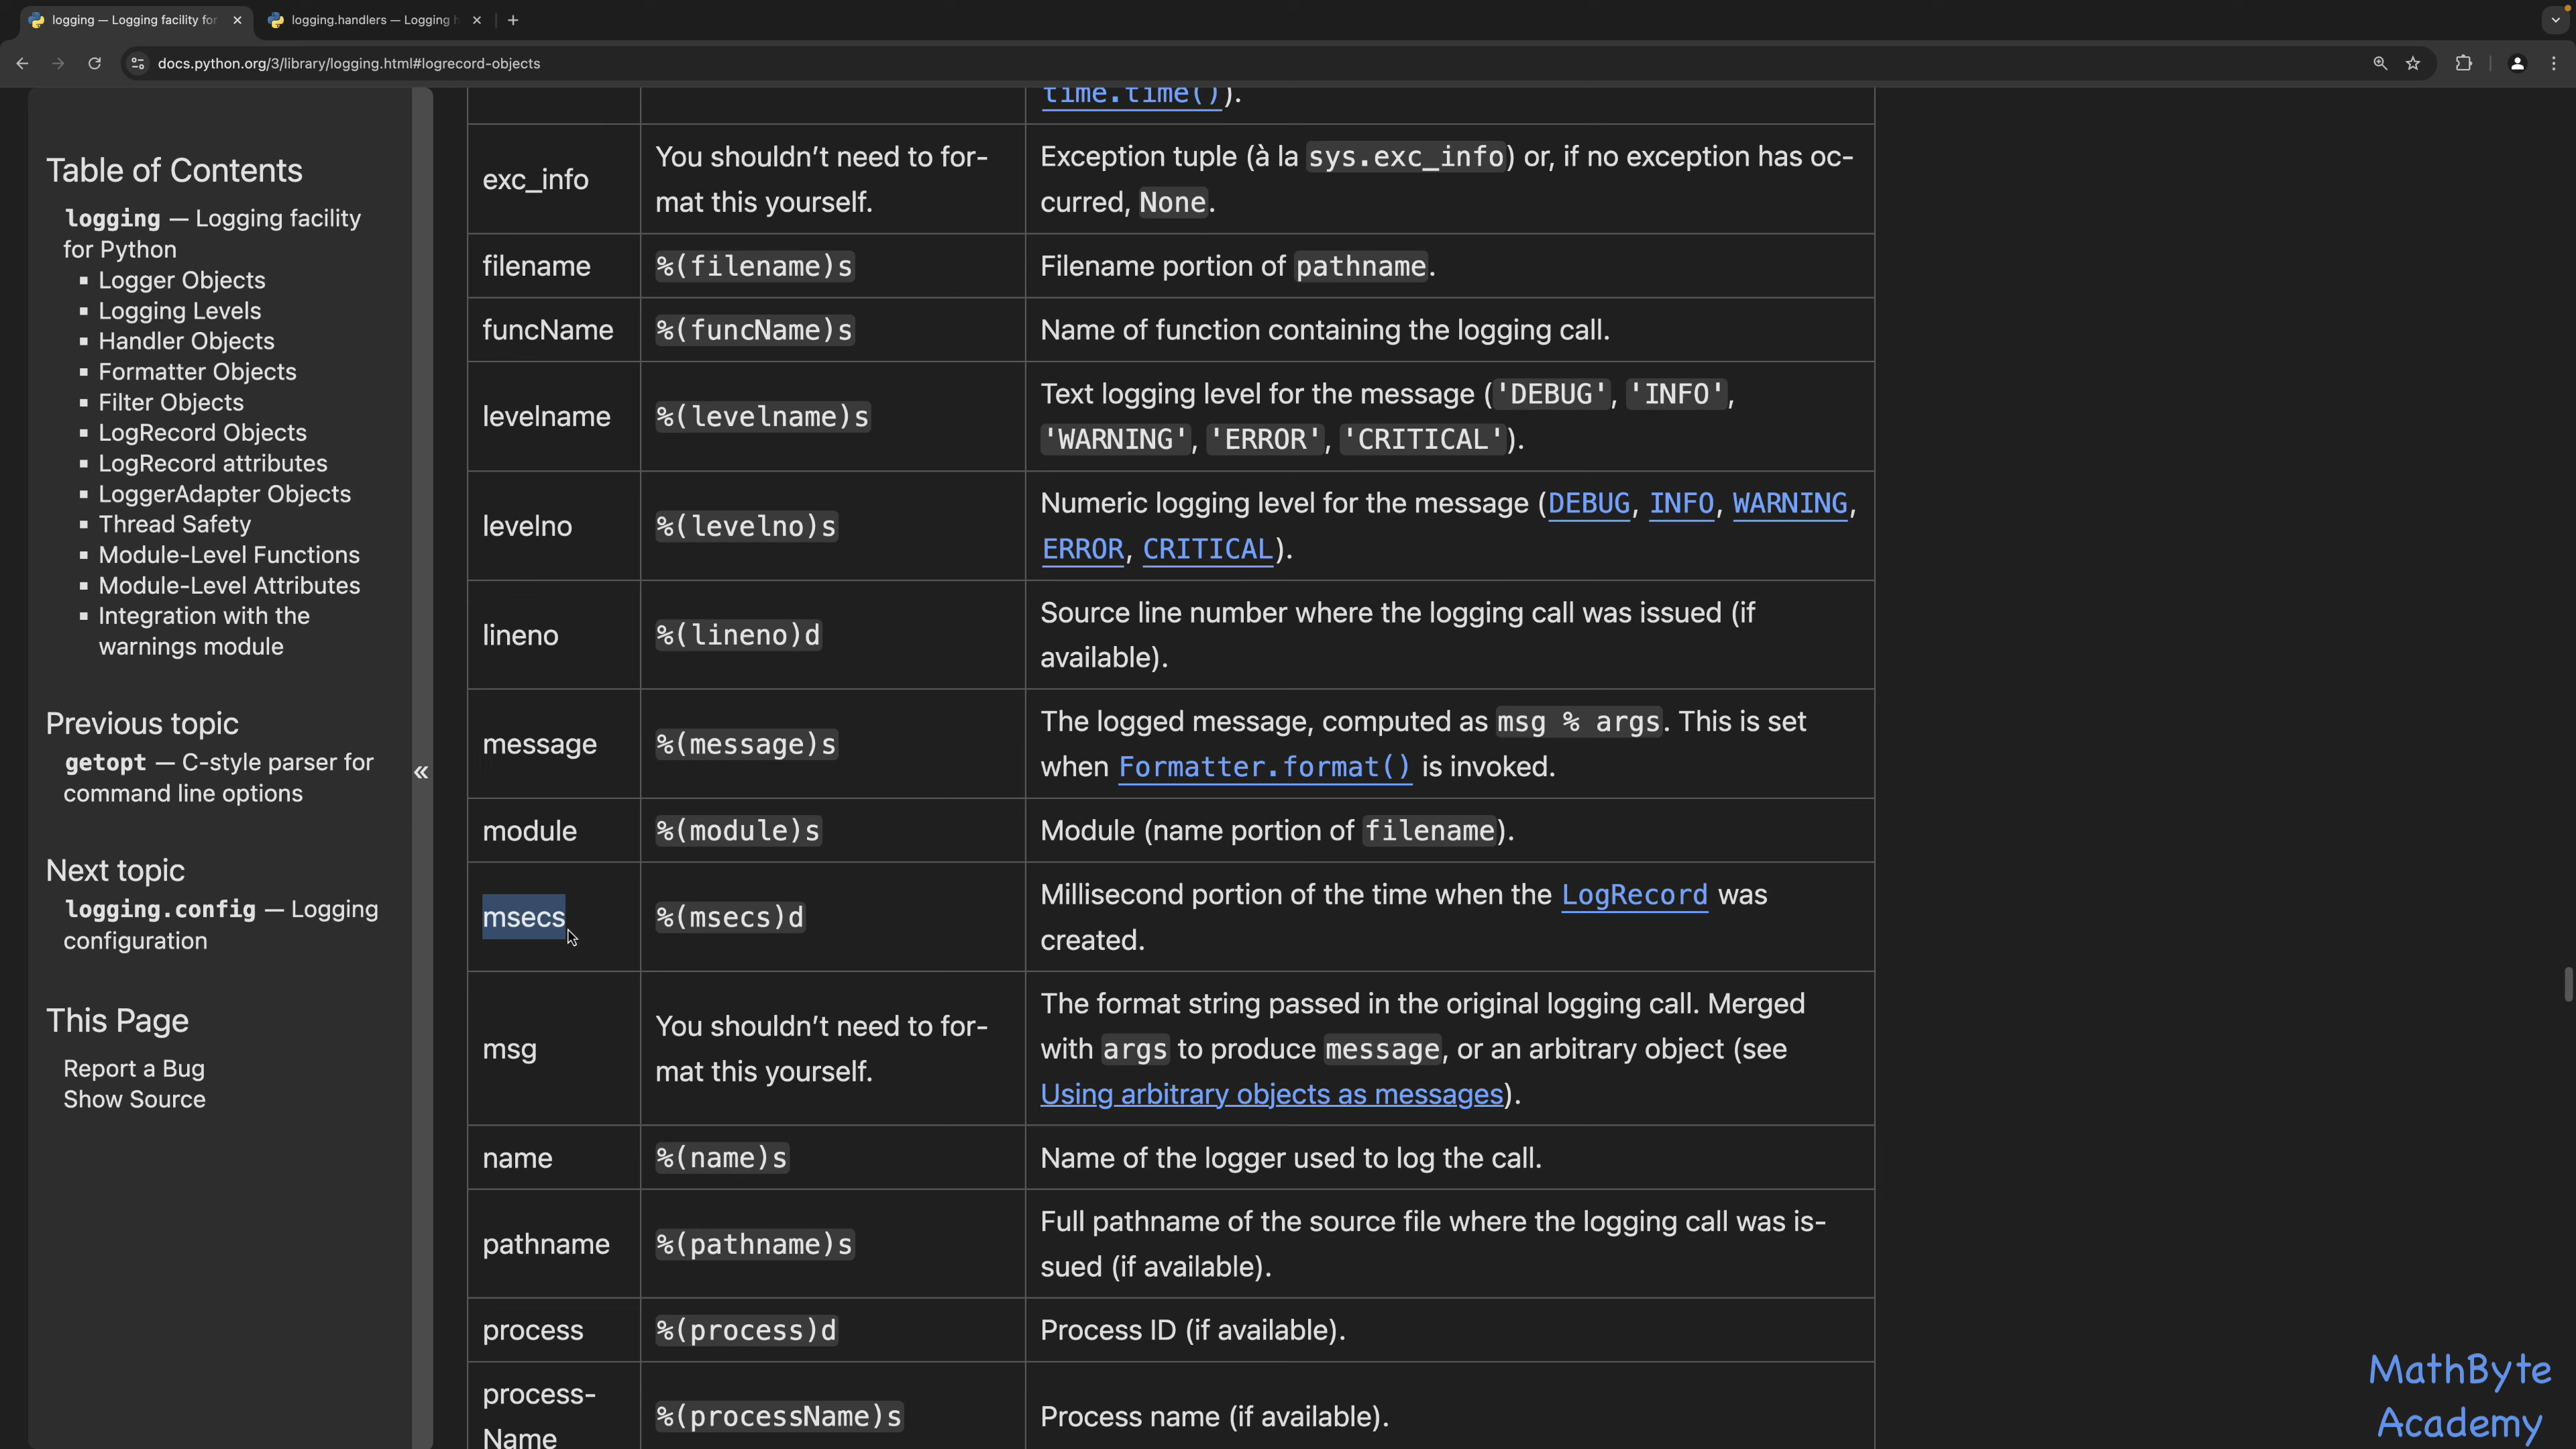 logging — Logging facility for
logging.handlers — Logging h
docs.python.org/3/library/logging.html#logrecord-objects
Table of Contents
logging — Logging facility
for Python
Logger Objects
Logging Levels
Handler Objects
Formatter Objects
Filter Objects
LogRecord Objects
LogRecord attributes
LoggerAdapter Objects
Thread Safety
Module-Level Functions
Module-Level Attributes
Integration with the
warnings module
Previous topic
getopt — C-style parser for
command line options
Next topic
logging.config — Logging
configuration
This Page
Report a Bug
Show Source
«
time.time()).
exc_info
You shouldn’t need to for-
mat this yourself.
Exception tuple (à la sys.exc_info) or, if no exception has oc-
curred, None.
filename
%(filename)s
Filename portion of pathname.
funcName
%(funcName)s
Name of function containing the logging call.
levelname
%(levelname)s
Text logging level for the message ('DEBUG', 'INFO',
'WARNING', 'ERROR', 'CRITICAL').
levelno
%(levelno)s
Numeric logging level for the message (DEBUG, INFO, WARNING,
ERROR, CRITICAL).
lineno
%(lineno)d
Source line number where the logging call was issued (if
available).
message
%(message)s
The logged message, computed as msg % args. This is set
when Formatter.format() is invoked.
module
%(module)s
Module (name portion of filename).
msecs
%(msecs)d
Millisecond portion of the time when the LogRecord was
created.
msg
You shouldn’t need to for-
mat this yourself.
The format string passed in the original logging call. Merged
with args to produce message, or an arbitrary object (see
Using arbitrary objects as messages).
name
%(name)s
Name of the logger used to log the call.
pathname
%(pathname)s
Full pathname of the source file where the logging call was is-
sued (if available).
process
%(process)d
Process ID (if available).
process-
Name
%(processName)s
Process name (if available).
MathByte
Academy